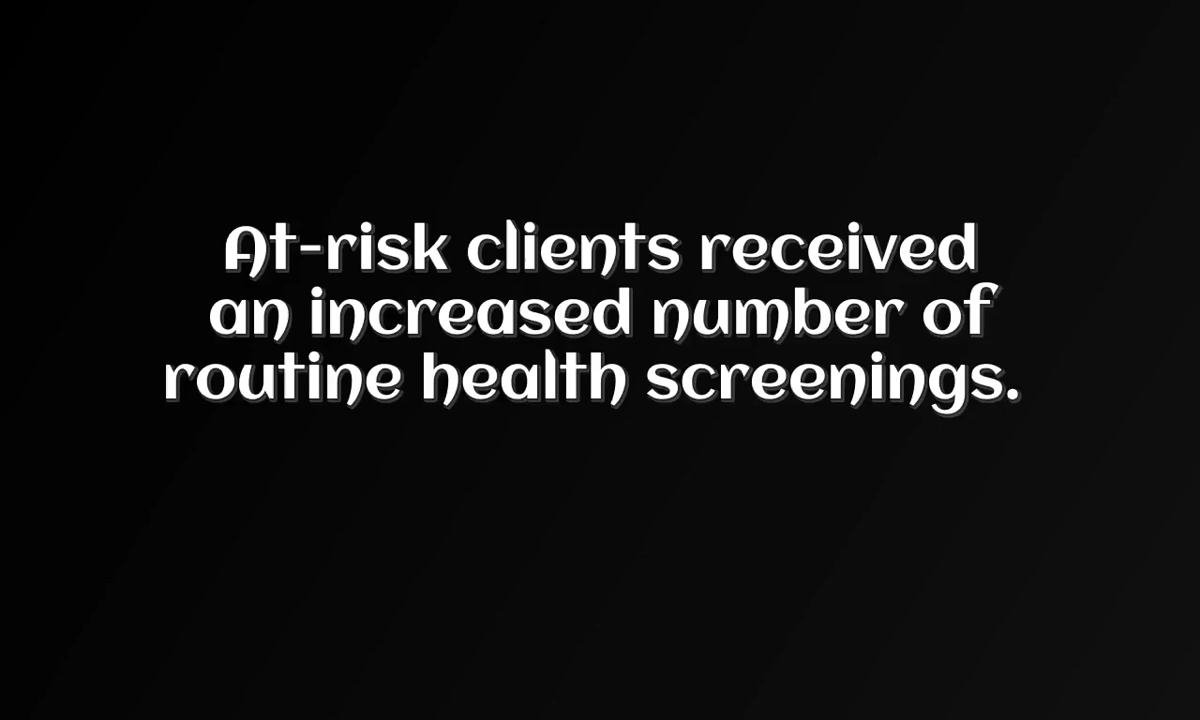 At-risk clients received
an increased number of
routine health screenings.